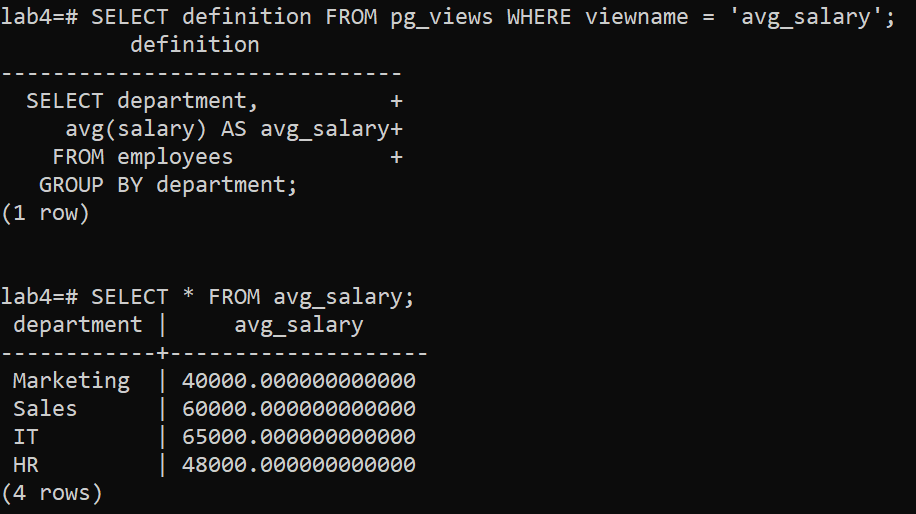 lab4=# SELECT definition FROM pg_views WHERE viewname = 'avg_salary';
          definition
-------------------------------
  SELECT department,          +
     avg(salary) AS avg_salary+
    FROM employees            +
   GROUP BY department;
(1 row)

lab4=# SELECT * FROM avg_salary;
 department |     avg_salary
------------+--------------------
 Marketing  | 40000.000000000000
 Sales      | 60000.000000000000
 IT         | 65000.000000000000
 HR         | 48000.000000000000
(4 rows)